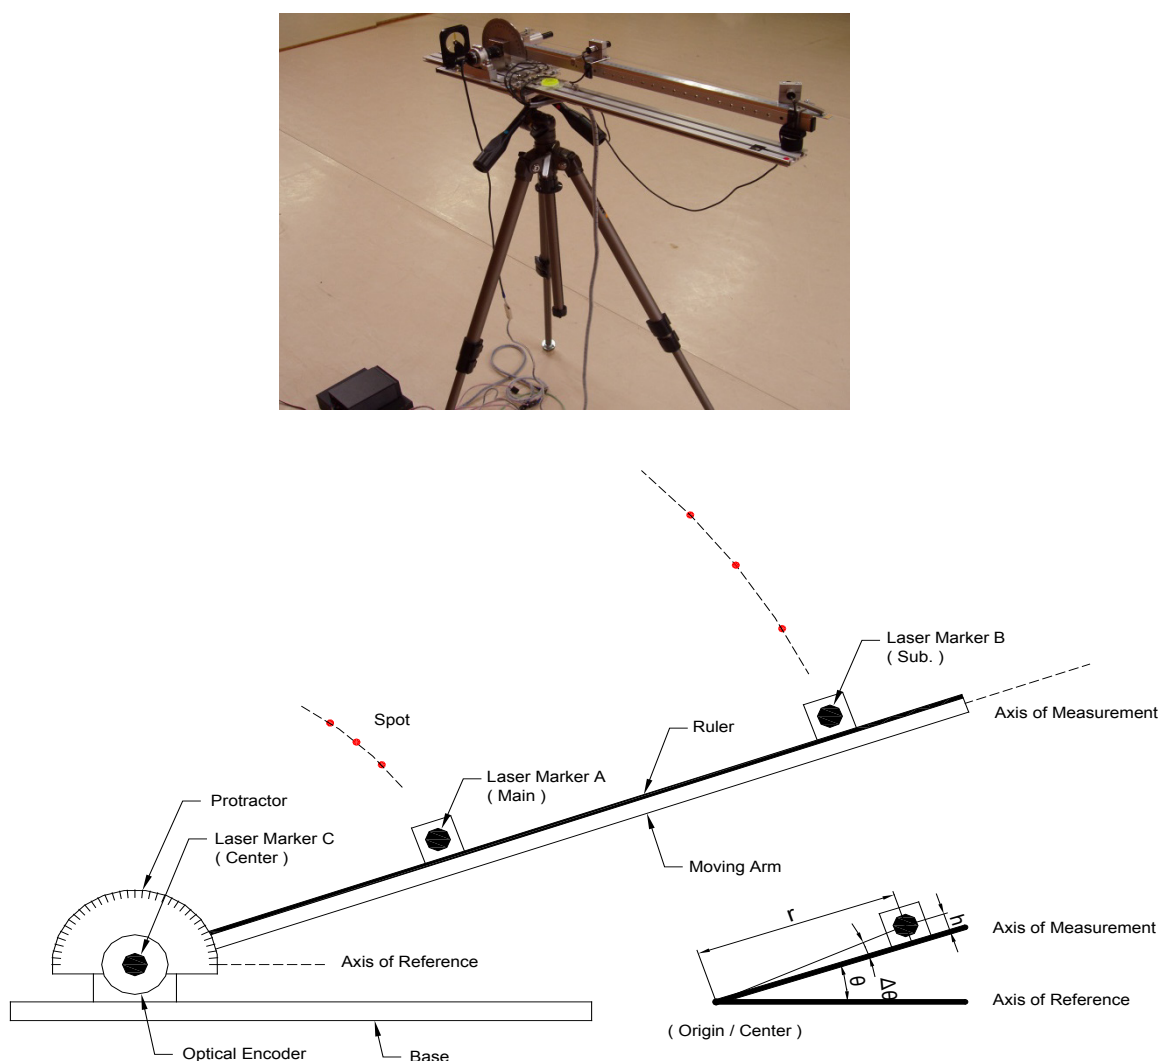 Laser Marker B
( Sub. )
Spot
Axis of Measurement
Ruler
Laser Marker A
( Main )
Protractor
Laser Marker C
( Center )
Moving Arm
r
h
Axis of Measurement
Axis of Reference
θ
Δθ
Axis of Reference
( Origin / Center )
Optical Encoder
Base